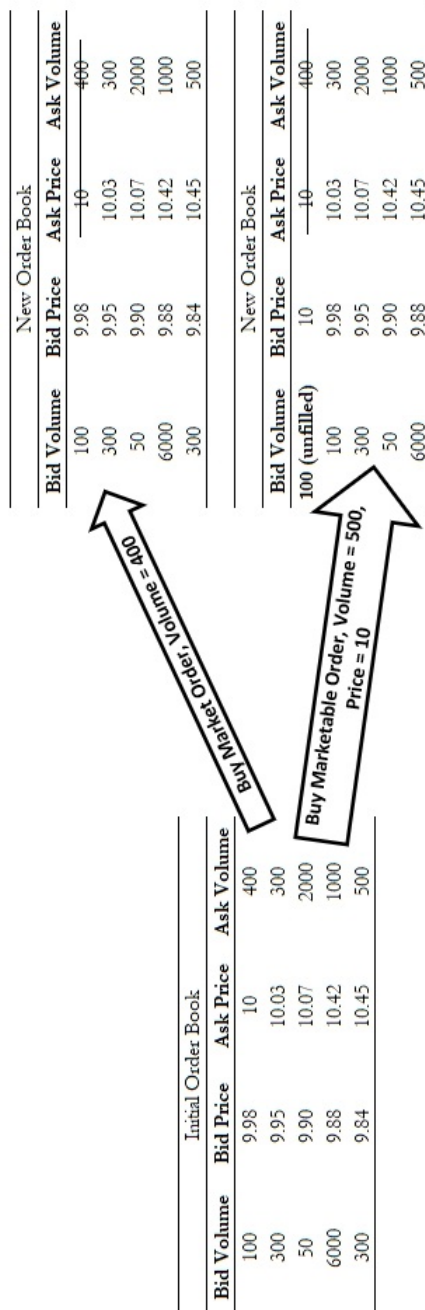 Initial Order Book
Bid Volume Bid Price Ask Price Ask Volume
100 9.98 10 400
300 9.95 10.03 300
50 9.90 10.07 2000
6000 9.88 10.42 1000
300 9.84 10.45 500
Buy Market Order, Volume = 400
Buy Marketable Order, Volume = 500,
Price = 10
New Order Book
Bid Volume Bid Price Ask Price Ask Volume
100 9.98 10 400
300 9.95 10.03 300
50 9.90 10.07 2000
6000 9.88 10.42 1000
300 9.84 10.45 500
New Order Book
Bid Volume Bid Price Ask Price Ask Volume
100 (unfilled) 10 10 400
100 9.98 10.03 300
300 9.95 10.07 2000
50 9.90 10.42 1000
6000 9.88 10.45 500